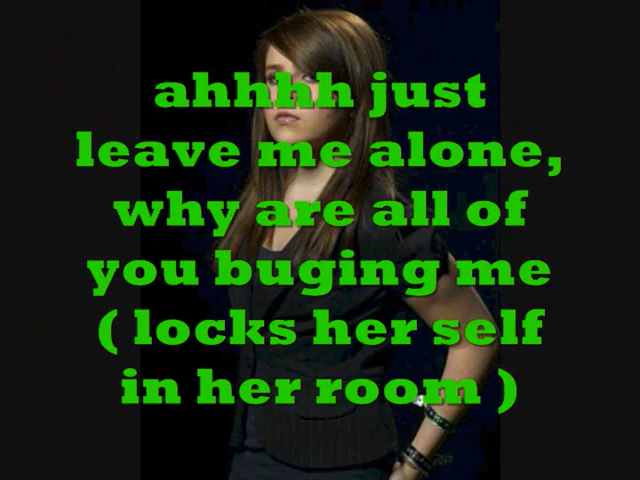 ahhhh just
leave me alone,
why are all of
you buging me
( locks her self
in her room )